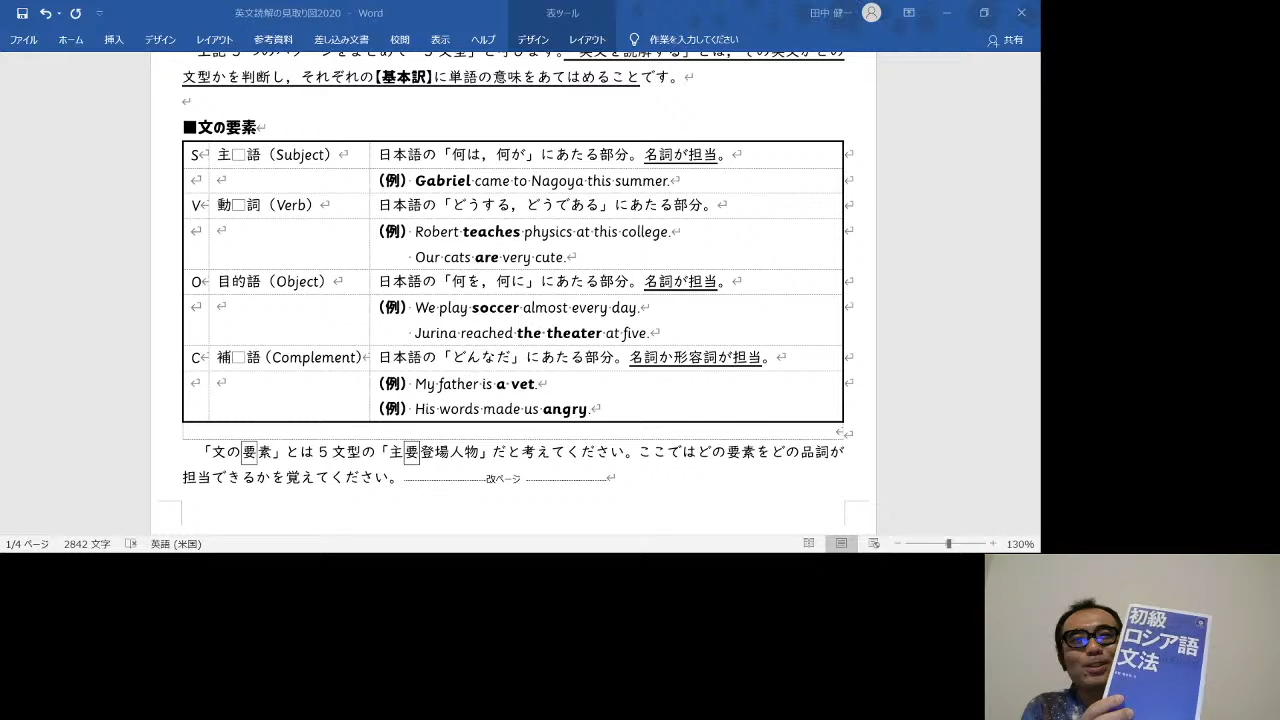 英文読解の見取り図2020 - Word
表ツール
田中 健一
ファイル ホーム 挿入 デザイン レイアウト 参考資料 差し込み文書 校閲 表示 ヘルプ デザイン レイアウト 作業を入力してください 共有
文型かを判断し，それぞれの【基本訳】に単語の意味をあてはめることです。
■文の要素
S 主□語（Subject） 日本語の「何は，何が」にあたる部分。名詞が担当。
（例） Gabriel came to Nagoya this summer.
V 動□詞（Verb） 日本語の「どうする，どうである」にあたる部分。
（例） Robert teaches physics at this college.
Our cats are very cute.
O 目的語（Object） 日本語の「何を，何に」にあたる部分。名詞が担当。
（例） We play soccer almost every day.
Jurina reached the theater at five.
C 補□語（Complement） 日本語の「どんなだ」にあたる部分。名詞か形容詞が担当。
（例） My father is a vet.
（例） His words made us angry.
「文の要素」とは５文型の「主要登場人物」だと考えてください。ここではどの要素をどの品詞が
担当できるかを覚えてください。
改ページ
1/4 ページ 2842 文字 英語 (米国) 130%
初級
ロシア語
文法